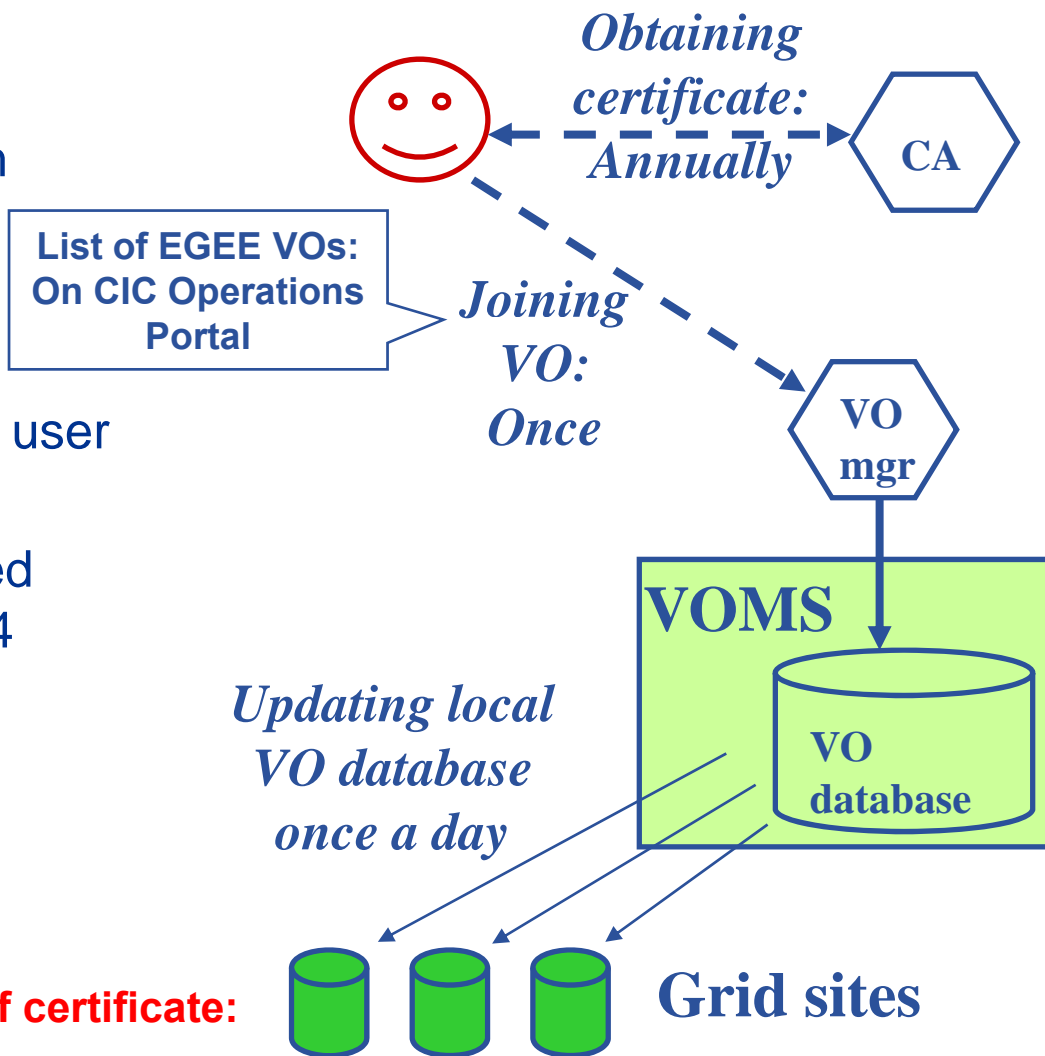 Obtaining
certificate:
Annually
CA
List of EGEE VOs:
On CIC Operations
Portal
Joining
VO:
Once
user
VO
mgr
4
VOMS
Updating local
VO database
once a day
VO
database
certificate:
Grid sites